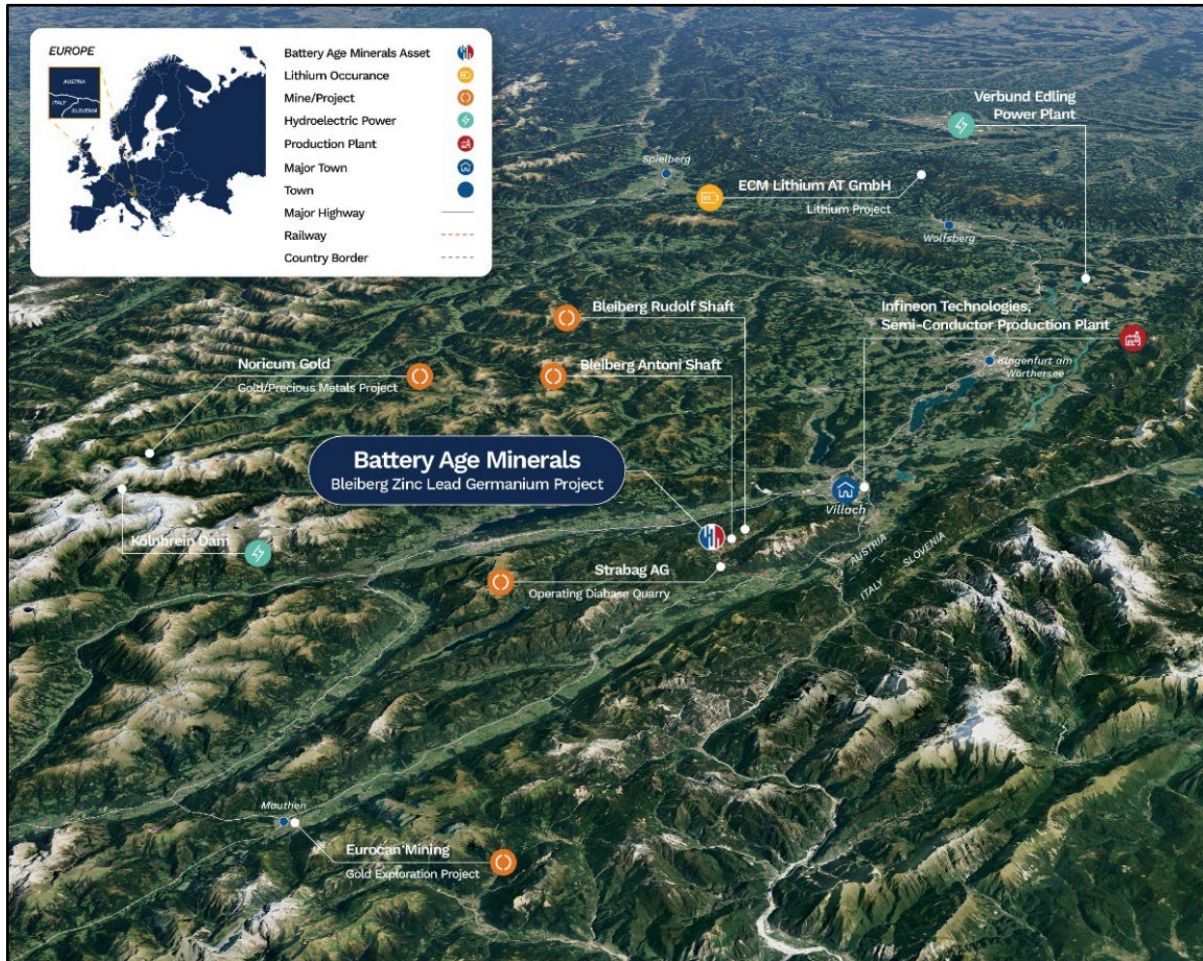 EUROPE
AUSTRIA
ITALY
SLOVENIA
Battery Age Minerals Asset
Lithium Occurance
Mine/Project
Hydroelectric Power
Production Plant
Major Town
Town
Major Highway
Railway
Country Border
Verbund Edling
Power Plant
Spielberg
ECM Lithium AT GmbH
Lithium Project
Wolfsberg
Bleiberg Rudolf Shaft
Infineon Technologies,
Semi-Conductor Production Plant
Noricum Gold
Gold/Precious Metals Project
Bleiberg Antoni Shaft
Klagenfurt am
Wörthersee
Battery Age Minerals
Bleiberg Zinc Lead Germanium Project
Villach
Kölnbrein Dam
AUSTRIA
SLOVENIA
ITALY
Strabag AG
Operating Diabase Quarry
Mauthen
Eurocan Mining
Gold Exploration Project